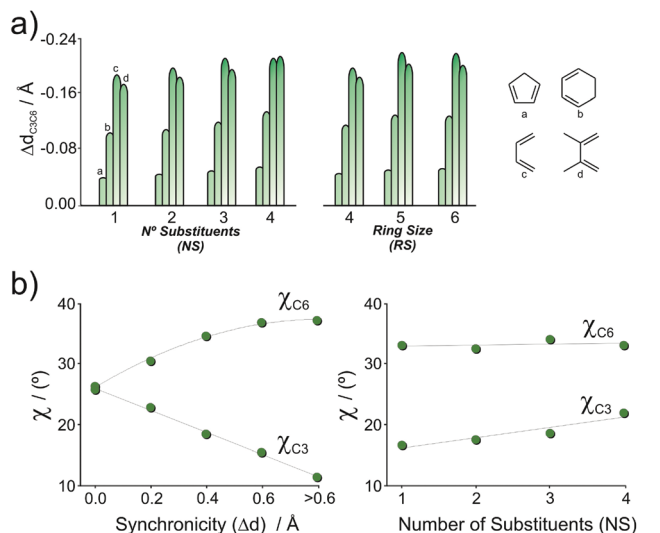 a)
-0.24
-0.16
-0.08
0.00
Δd C3C6 / Å
a b c d
1 2 3 4
Nº Substituents
(NS)
4 5 6
Ring Size
(RS)
a b
c d
b)
40
30
20
10
χ / (º)
χC6
χC3
0.0 0.2 0.4 0.6 >0.6
Synchronicity (Δd) / Å
40
30
20
10
χ / (º)
χC6
χC3
1 2 3 4
Number of Substituents (NS)